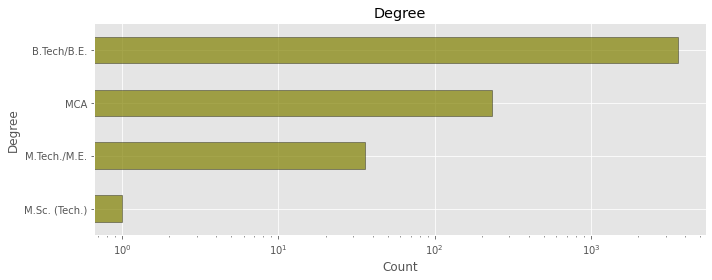 Degree
B.Tech/B.E.
MCA
M.Tech./M.E.
M.Sc. (Tech.)
Degree
10⁰ 10¹ 10² 10³
Count